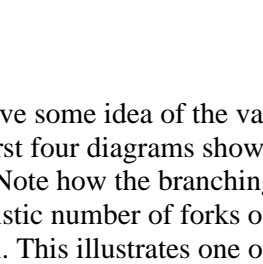 ve some idea of the va
rst four diagrams show
Note how the branching
istic number of forks o
. This illustrates one o